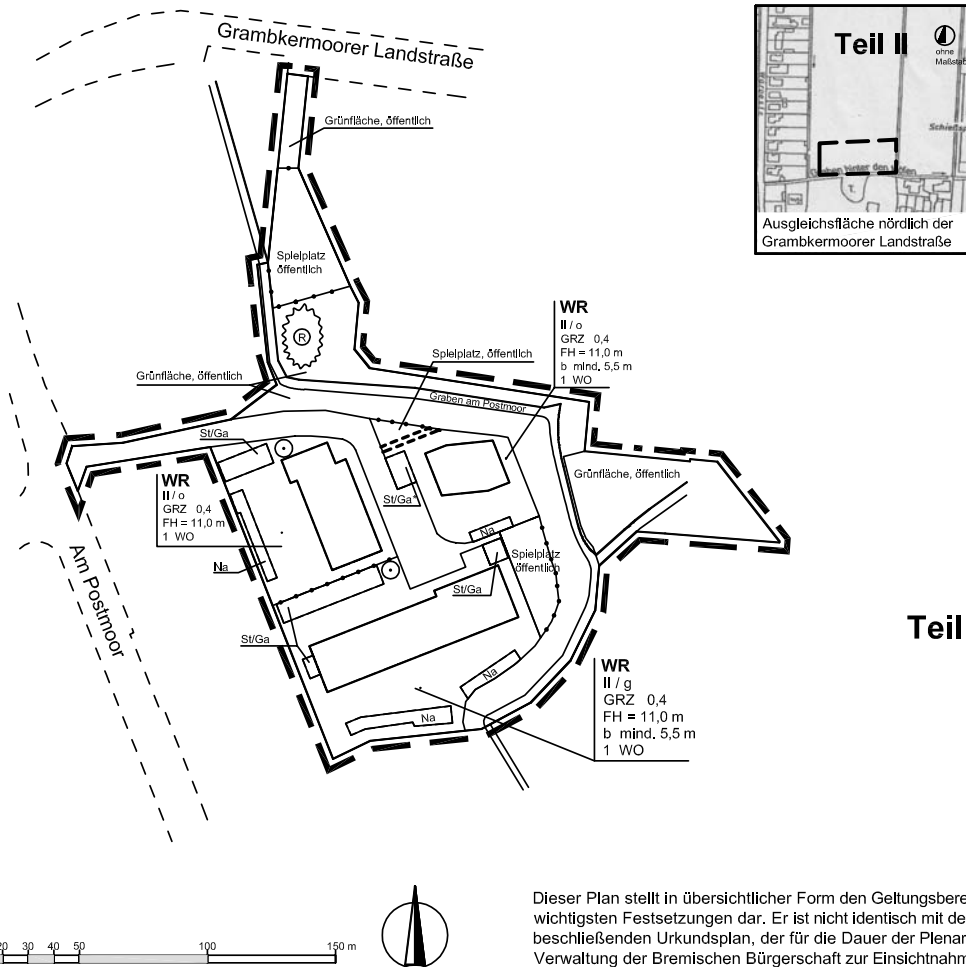 Grambkermoorer Landstraße
Teil II
ohne
Maßstab
Graben hinter den Höfen
T.
Ausgleichsfläche nördlich der
Grambkermoorer Landstraße
Grünfläche, öffentlich
Spielplatz
öffentlich
R
WR
II / o
GRZ 0,4
FH = 11,0 m
b mind. 5,5 m
1 WO
Spielplatz, öffentlich
Grünfläche, öffentlich
Graben am Postmoor
St/Ga
Grünfläche, öffentlich
WR
II / o
GRZ 0,4
FH = 11,0 m
1 WO
St/Ga*
Na
Na
Spielplatz
öffentlich
St/Ga
Am Postmoor
St/Ga
Teil
WR
II / g
GRZ 0,4
FH = 11,0 m
b mind. 5,5 m
1 WO
Na
Na
20 30 40 50 100 150 m
Dieser Plan stellt in übersichtlicher Form den Geltungsbere
wichtigsten Festsetzungen dar. Er ist nicht identisch mit de
beschließenden Urkundsplan, der für die Dauer der Plenar
Verwaltung der Bremischen Bürgerschaft zur Einsichtnahm